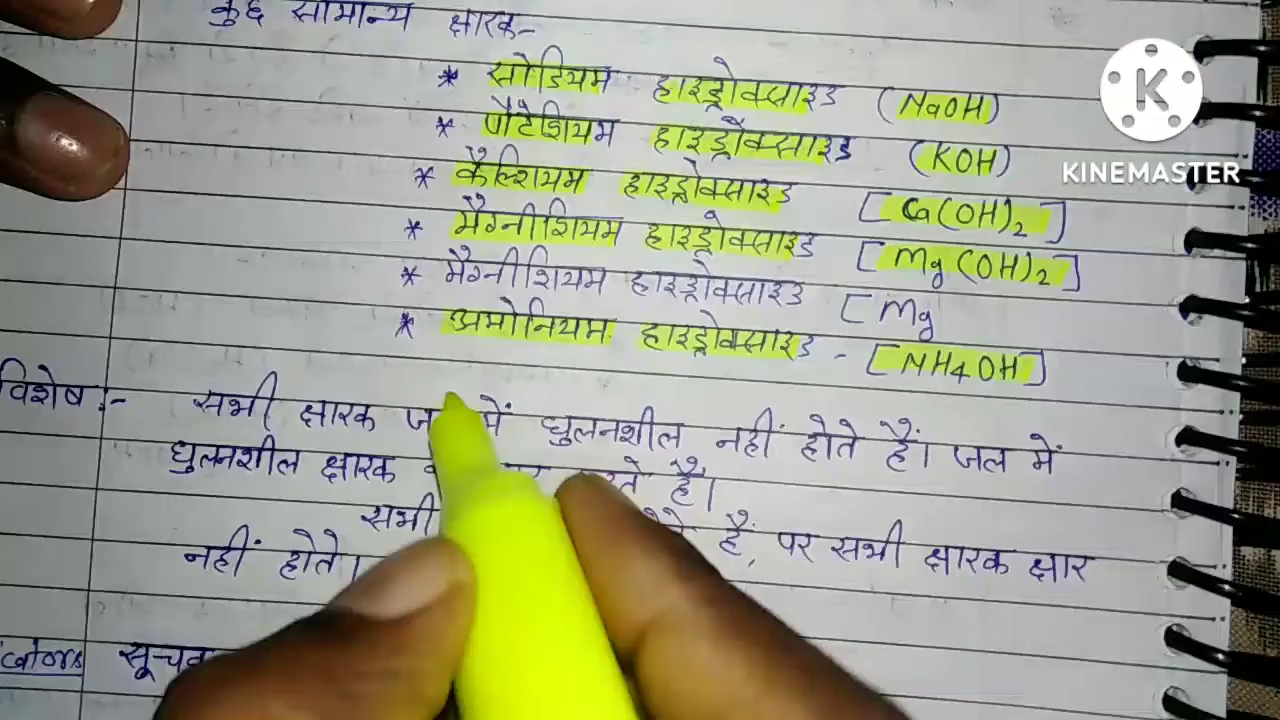 कुछ सामान्य क्षारक-
* सोडियम हाइड्रोक्साइड (NaOH)
* पौटेशियम हाइड्रोक्साइड (KOH)
* कैल्शियम हाइड्रोक्साइड [Ca(OH)2]
* मैग्नीशियम हाइड्रोक्साइड [Mg(OH)2]
* मैग्नीशियम हाइड्रोक्साइड [Mg
* अमोनियम हाइड्रोक्साइड - [NH4OH]
विशेष :- सभी क्षारक में घुलनशील नहीं होते हैं। जल में
घुलनशील क्षारक हैं।
सभी हैं, पर सभी क्षारक क्षार
नहीं होते।
सूचक
K
KINEMASTER